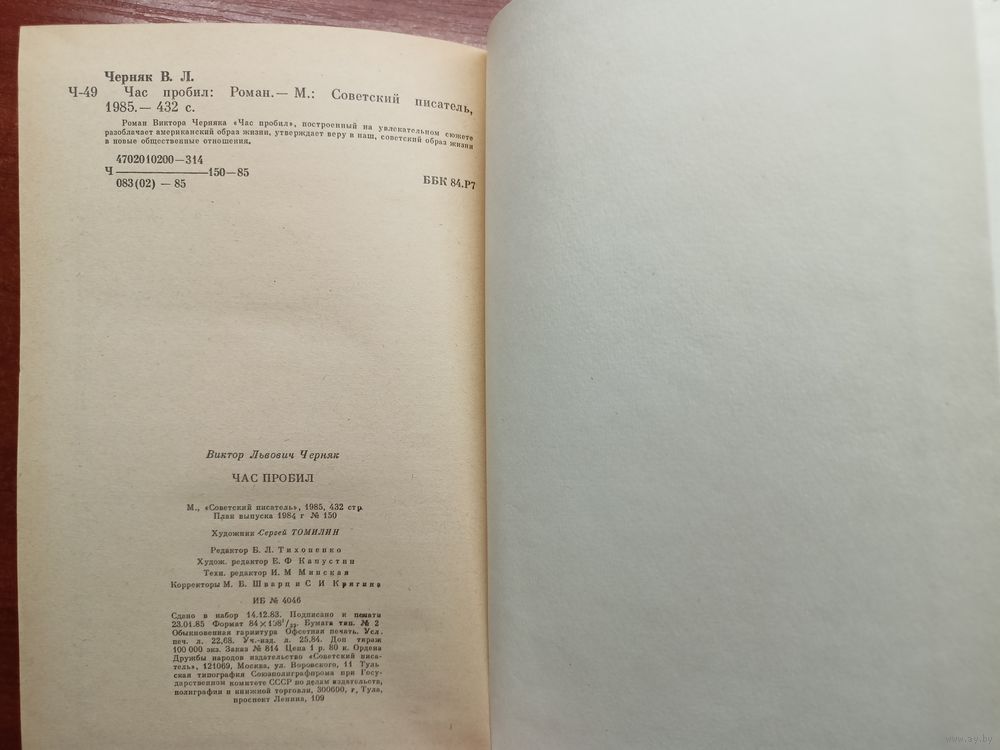 Черняк В. Л.
Ч-49 Час пробил: Роман.— М.: Советский писатель,
1985.— 432 с.
Роман Виктора Черняка «Час пробил», построенный на увлекательном сюжете
разоблачает американский образ жизни, утверждает веру в наш, советский образ жизни
в новые общественные отношения.
4702010200—314
Ч————150—85
083(02) — 85
ББК 84.Р7
Виктор Львович Черняк
ЧАС ПРОБИЛ
М., «Советский писатель», 1985, 432 стр.
План выпуска 1984 г № 150
Художник Сергей ТОМИЛИН
Редактор Б. Л. Тихоненко
Худож. редактор Е. Ф Капустин
Техн. редактор И. М Минская
Корректоры М. Б. Шварц и С И Крягина
ИБ № 4046
Сдано в набор 14.12.83. Подписано к печати
23.01.85 Формат 84×108¹/₃₂. Бумага тип. № 2
Обыкновенная гарнитура Офсетная печать. Усл.
печ. л. 22,68. Уч.-изд. л. 25,84. Доп тираж
100 000 экз. Заказ № 814 Цена 1 р. 80 к. Ордена
Дружбы народов издательство «Советский писа-
тель», 121069, Москва, ул. Воровского, 11 Туль
ская типография Союзполиграфпрома при Госу-
дарственном комитете СССР по делам издательств,
полиграфии и книжной торговли, 300600, г, Тула,
проспект Ленина, 109
www.ay.by